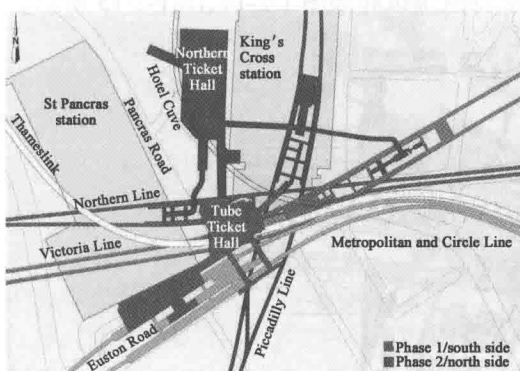 N
Northern
Ticket
Hall
King's
Cross
station
Hotel Cuve
St Pancras
station
Pancras Road
Thameslink
Northern Line
Tube
Ticket
Hall
Victoria Line
Metropolitan and Circle Line
Piccadilly Line
Euston Road
Phase 1/south side
Phase 2/north side